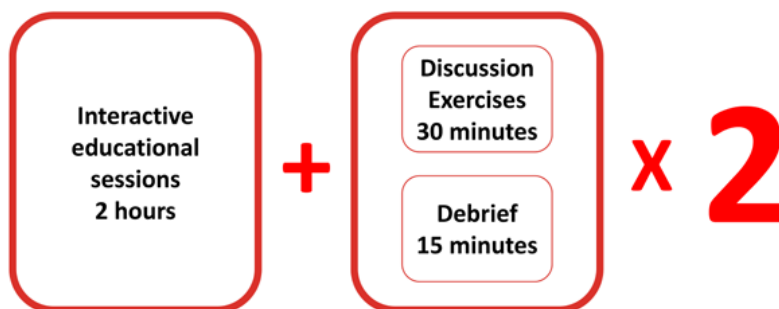 Interactive
educational
sessions
2 hours
+
Discussion
Exercises
30 minutes
Debrief
15 minutes
x 2